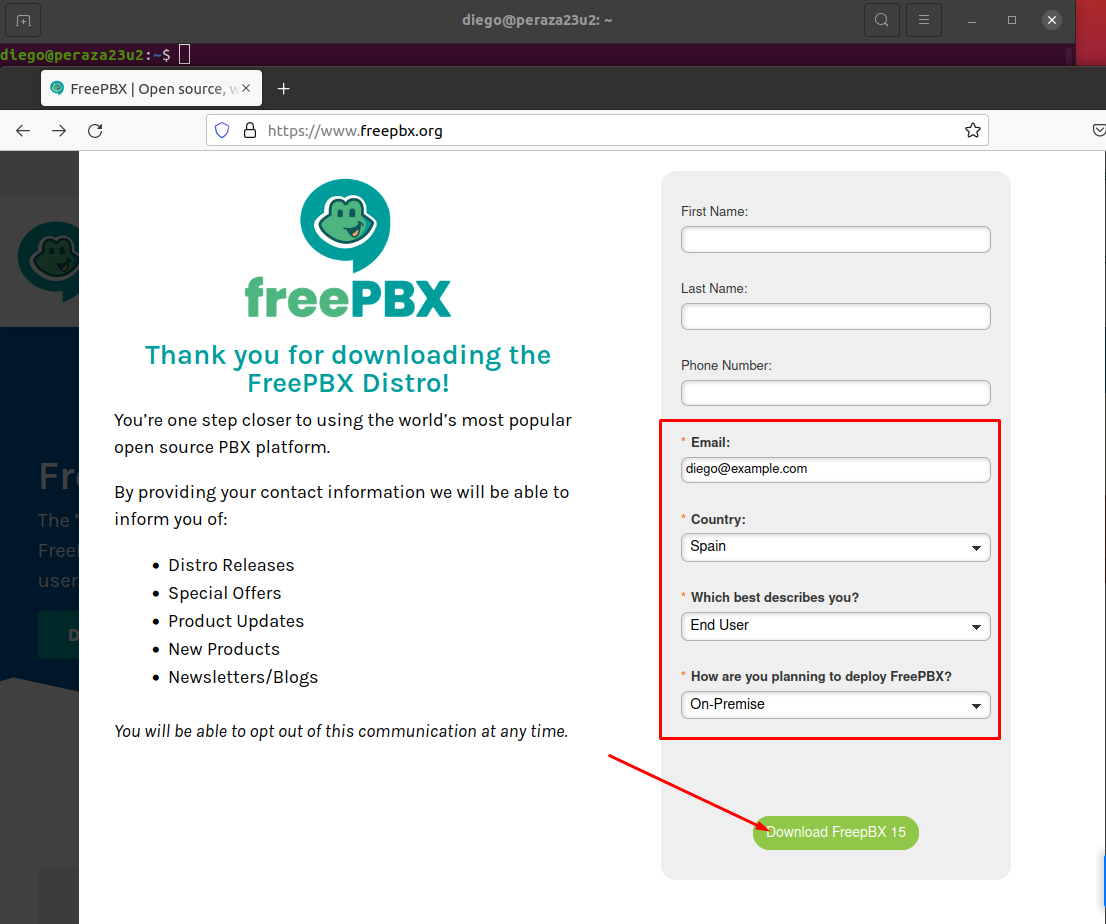 diego@peraza23u2: ~
diego@peraza23u2:~$
FreePBX | Open source, w
https://www.freepbx.org
freePBX
Thank you for downloading the
FreePBX Distro!
You’re one step closer to using the world’s most popular
open source PBX platform.
By providing your contact information we will be able to
inform you of:
Distro Releases
Special Offers
Product Updates
New Products
Newsletters/Blogs
You will be able to opt out of this communication at any time.
First Name:
Last Name:
Phone Number:
* Email:
diego@example.com
* Country:
Spain
* Which best describes you?
End User
* How are you planning to deploy FreePBX?
On-Premise
Download FreepBX 15
Fre
The
Free
user
D